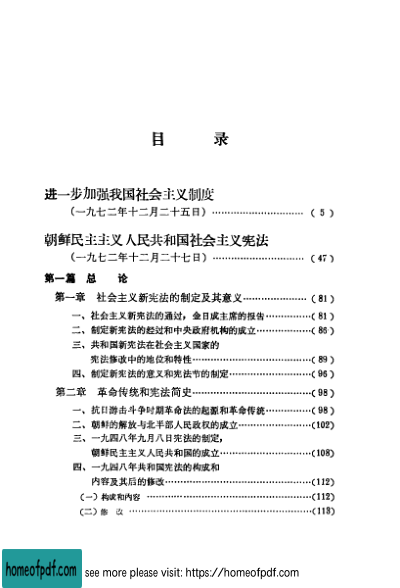 目 录
进一步加强我国社会主义制度
(一九七二年十二月二十五日)…………………………( 5 )
朝鲜民主主义人民共和国社会主义宪法
(一九七二年十二月二十七日)…………………………( 47 )
第一篇 总 论
第一章 社会主义新宪法的制定及其意义…………………( 81 )
一、社会主义新宪法的通过,金日成主席的报告…………( 81 )
二、制定新宪法的经过和中央政府机构的成立……………( 86 )
三、共和国新宪法在社会主义国家的
宪法修改中的地位和特性…………………………………( 89 )
四、制定新宪法的意义和宪法节的制定……………………( 96 )
第二章 革命传统和宪法简史………………………………( 98 )
一、抗日游击斗争时期革命法的起源和革命传统…………( 98 )
二、朝鲜的解放与北半部人民政权的成立…………………(102)
三、一九四八年九月八日宪法的制定,
朝鲜民主主义人民共和国的成立…………………………(108)
四、一九四八年共和国宪法的构成和
内容及其后的修改…………………………………………(112)
(一)构成和内容 ……………………………………………(112)
(二)修 改 …………………………………………………(113)
homeofpdf.com
see more please visit: https://homeofpdf.com